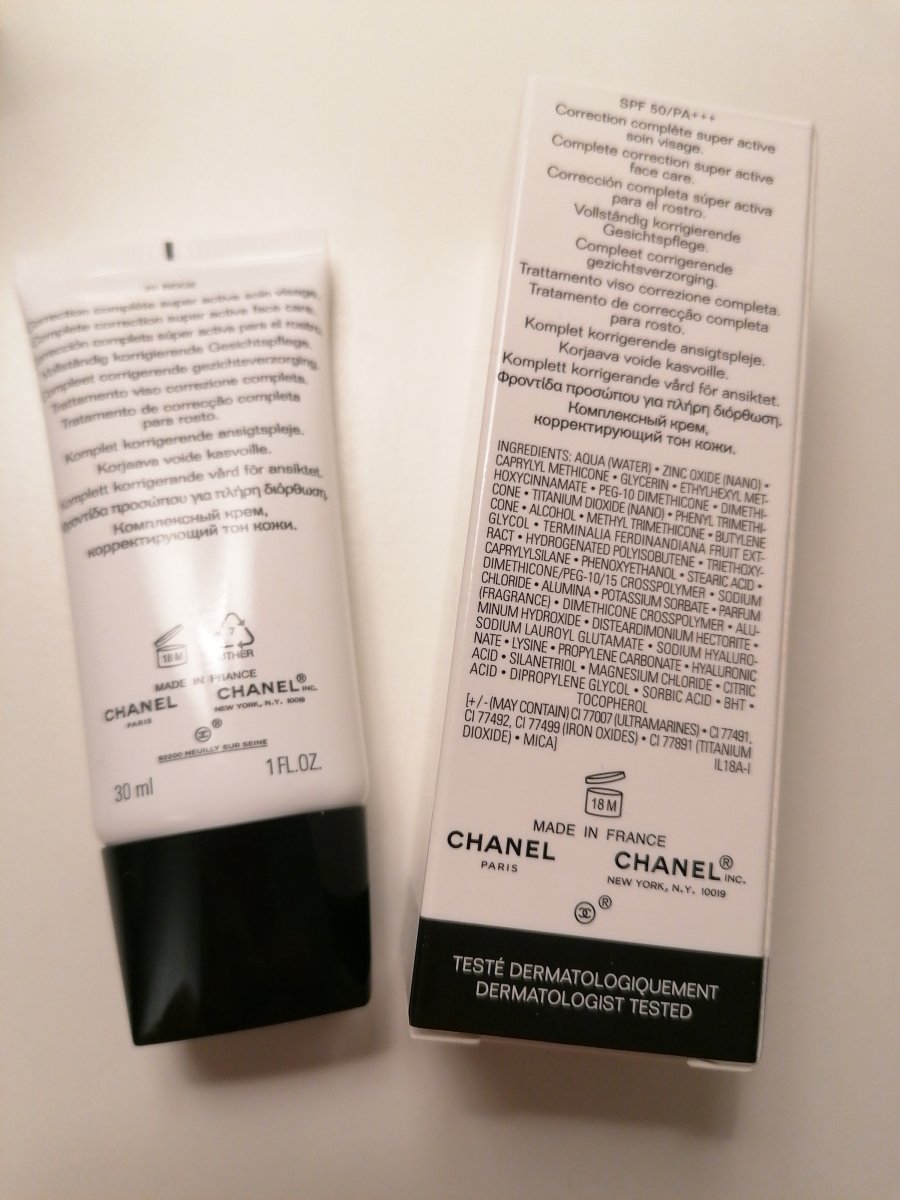 BEIGE
Correction complète super active soin visage.
Complete correction super active face care.
Corrección completa súper activa para el rostro
Vollständig korrigierende Gesichtspflege.
Compleet corrigerende gezichtsverzorging.
Trattamento viso correzione completa.
Tratamento de correcção completa
para rosto.
Komplet korrigerende ansigtspleje.
Korjaava voide kasvoille.
Komplett korrigerande vård för ansiktet.
Φροντίδα προσώπου για πλήρη διόρθωση.
Комплексный крем,
корректирующий тон кожи.
18 M
7
OTHER
MADE IN FRANCE
CHANEL
PARIS
CHANEL® INC.
NEW YORK, N.Y. 10019
®
92200 NEUILLY SUR SEINE
30 ml
1 FL.OZ.
SPF 50/PA+++
Correction complète super active
soin visage.
Complete correction super active
face care.
Corrección completa súper activa
para el rostro.
Vollständig korrigierende
Gesichtspflege.
Compleet corrigerende
gezichtsverzorging.
Trattamento viso correzione completa.
Tratamento de correcção completa
para rosto.
Komplet korrigerende ansigtspleje.
Korjaava voide kasvoille.
Komplett korrigerande vård för ansiktet.
Φροντίδα προσώπου για πλήρη διόρθωση.
Комплексный крем,
корректирующий тон кожи.
INGREDIENTS: AQUA (WATER) • ZINC OXIDE (NANO) •
CAPRYLYL METHICONE • GLYCERIN • ETHYLHEXYL MET-
HOXYCINNAMATE • PEG-10 DIMETHICONE • DIMETHI-
CONE • TITANIUM DIOXIDE (NANO) • PHENYL TRIMETHI-
CONE • ALCOHOL • METHYL TRIMETHICONE • BUTYLENE
GLYCOL • TERMINALIA FERDINANDIANA FRUIT EXT-
RACT • HYDROGENATED POLYISOBUTENE • TRIETHOXY-
CAPRYLYLSILANE • PHENOXYETHANOL • STEARIC ACID •
DIMETHICONE/PEG-10/15 CROSSPOLYMER • SODIUM
CHLORIDE • ALUMINA • POTASSIUM SORBATE • PARFUM
(FRAGRANCE) • DIMETHICONE CROSSPOLYMER • ALU-
MINUM HYDROXIDE • DISTEARDIMONIUM HECTORITE •
SODIUM LAUROYL GLUTAMATE • SODIUM HYALURO-
NATE • LYSINE • PROPYLENE CARBONATE • HYALURONIC
ACID • SILANETRIOL • MAGNESIUM CHLORIDE • CITRIC
ACID • DIPROPYLENE GLYCOL • SORBIC ACID • BHT •
TOCOPHEROL
[+/-(MAY CONTAIN) CI 77007 (ULTRAMARINES) • CI 77491,
CI 77492, CI 77499 (IRON OXIDES) • CI 77891 (TITANIUM
DIOXIDE) • MICA]
IL18A-I
18 M
MADE IN FRANCE
CHANEL
PARIS
CHANEL® INC.
NEW YORK, N.Y. 10019
®
TESTÉ DERMATOLOGIQUEMENT
DERMATOLOGIST TESTED